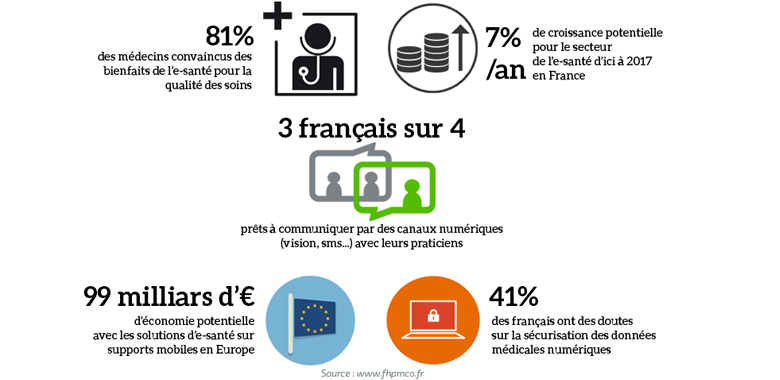 81%
des médecins convaincus des
bienfaits de l'e-santé pour la
qualité des soins
7%
/an
de croissance potentielle
pour le secteur
de l'e-santé d'ici à 2017
en France
3 français sur 4
prêts à communiquer par des canaux numériques
(vision, sms...) avec leurs praticiens
99 milliars d'€
d'économie potentielle
avec les solutions d'e-santé sur
supports mobiles en Europe
41%
des français ont des doutes
sur la sécurisation des données
médicales numériques
Source : www.fhpmco.fr